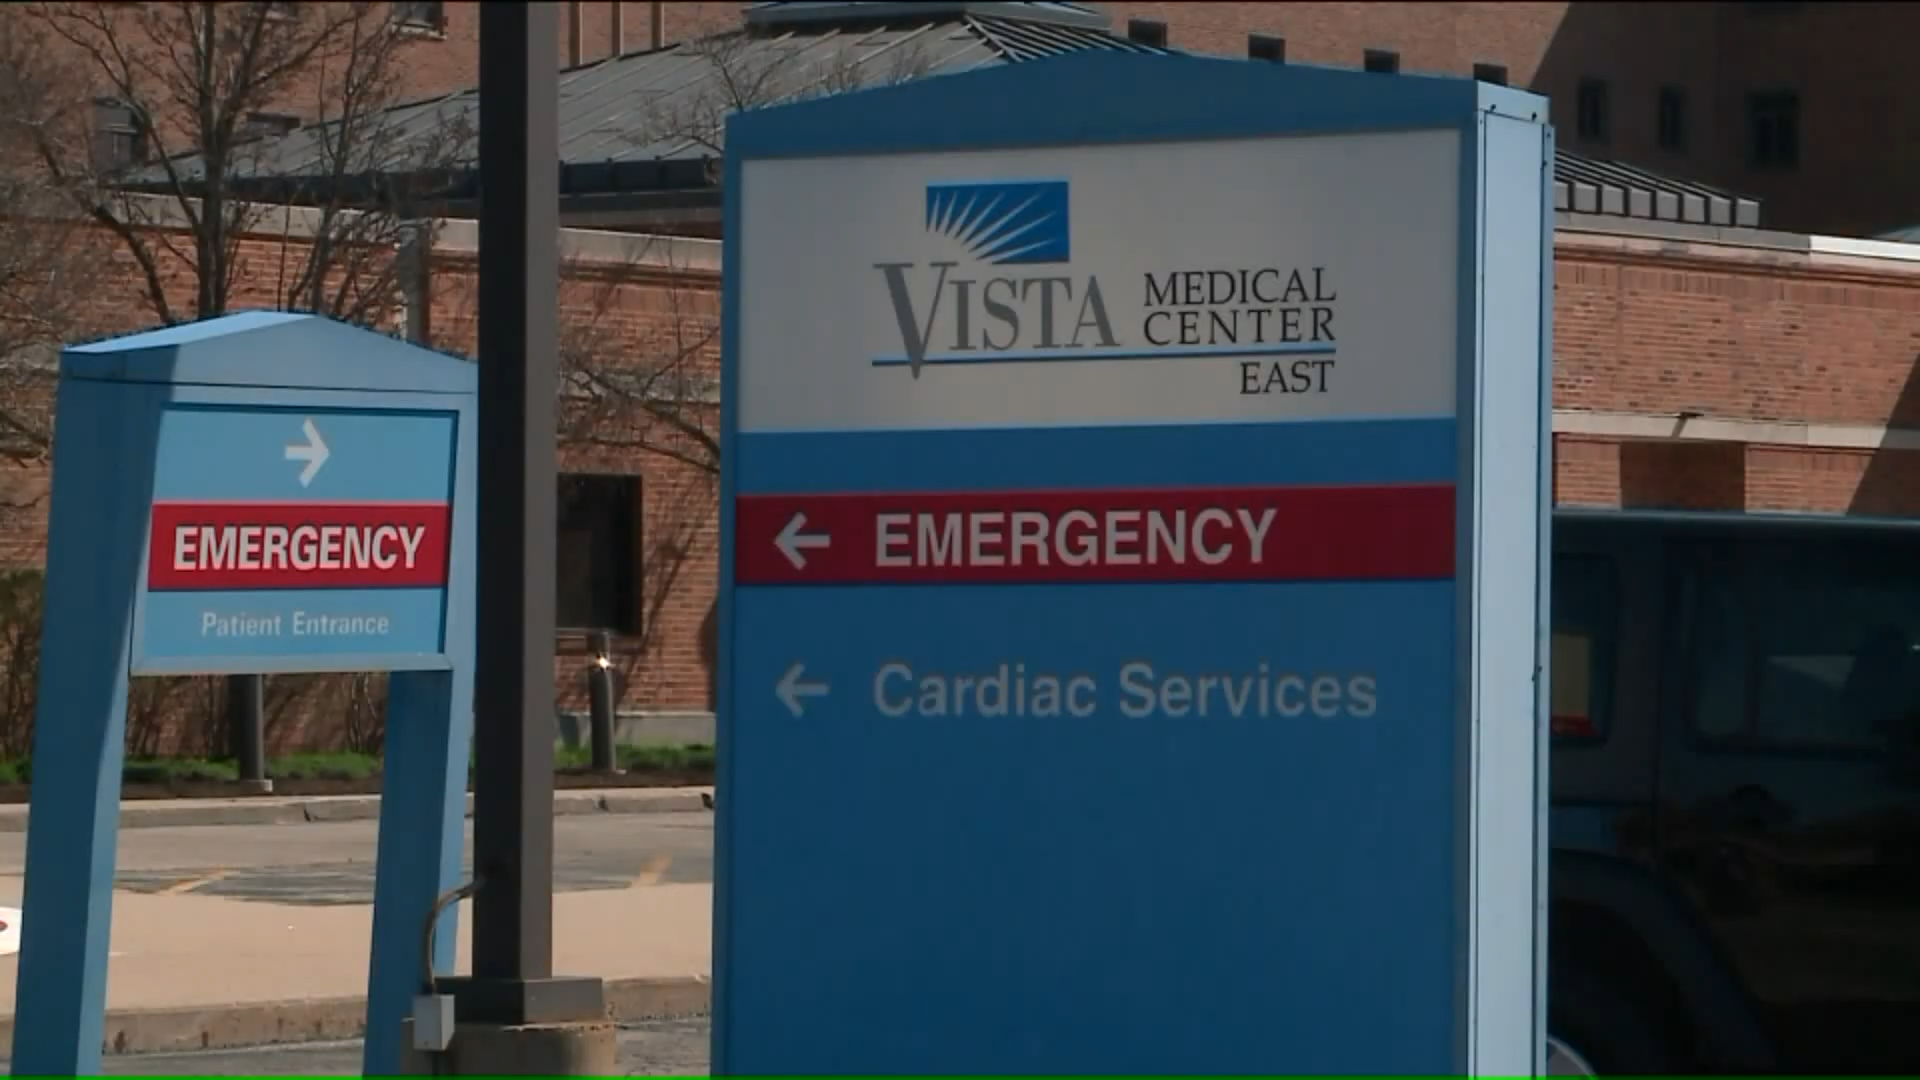 →
EMERGENCY
Patient Entrance
VISTA MEDICAL
CENTER
EAST
← EMERGENCY
← Cardiac Services